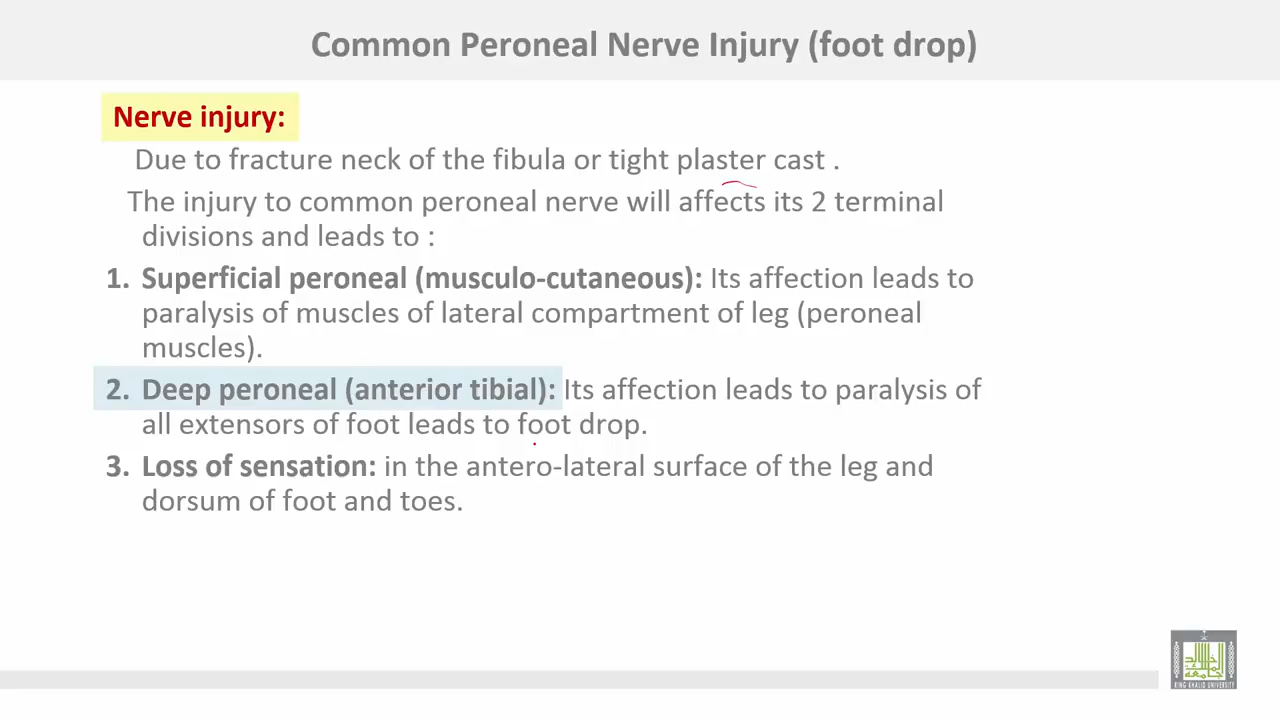 Common Peroneal Nerve Injury (foot drop)
Nerve injury:
Due to fracture neck of the fibula or tight plaster cast .
The injury to common peroneal nerve will affects its 2 terminal
divisions and leads to :
1. Superficial peroneal (musculo-cutaneous): Its affection leads to
paralysis of muscles of lateral compartment of leg (peroneal
muscles).
2. Deep peroneal (anterior tibial): Its affection leads to paralysis of
all extensors of foot leads to foot drop.
3. Loss of sensation: in the antero-lateral surface of the leg and
dorsum of foot and toes.
KING KHALID UNIVERSITY